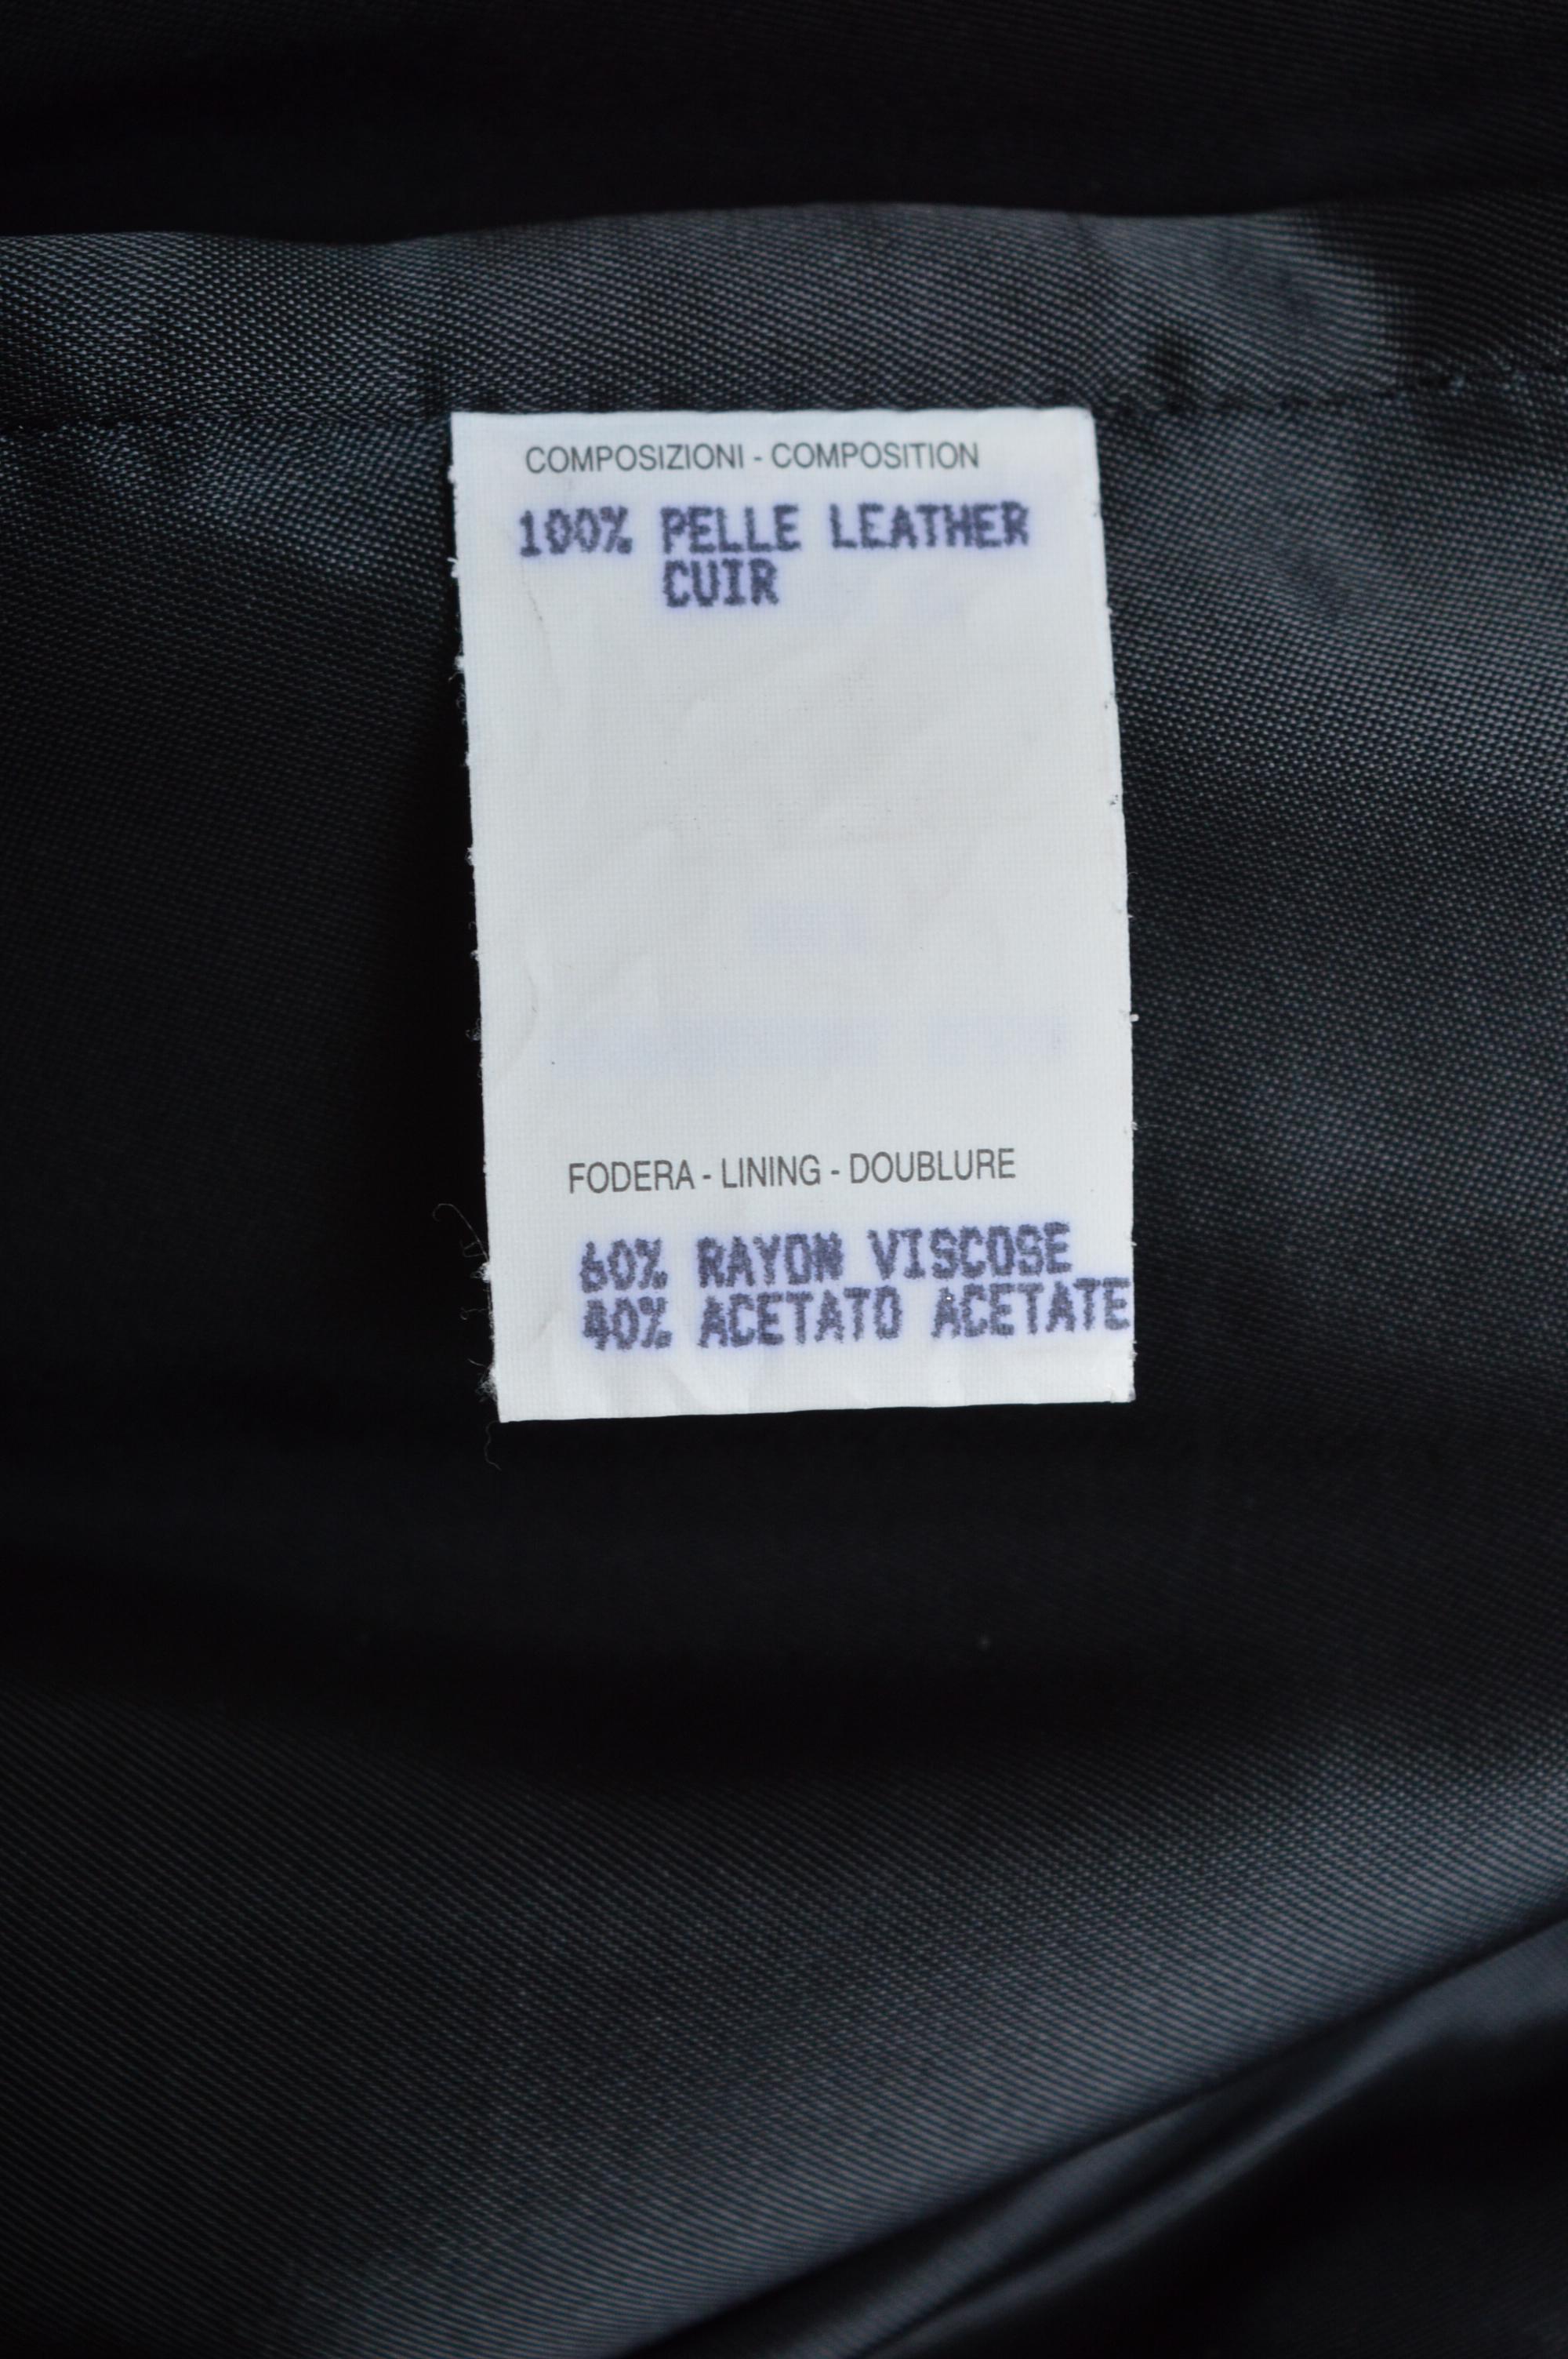 COMPOSIZIONI - COMPOSITION
100% PELLE LEATHER
CUIR
FODERA - LINING - DOUBLURE
60% RAYON VISCOSE
40% ACETATO ACETATE